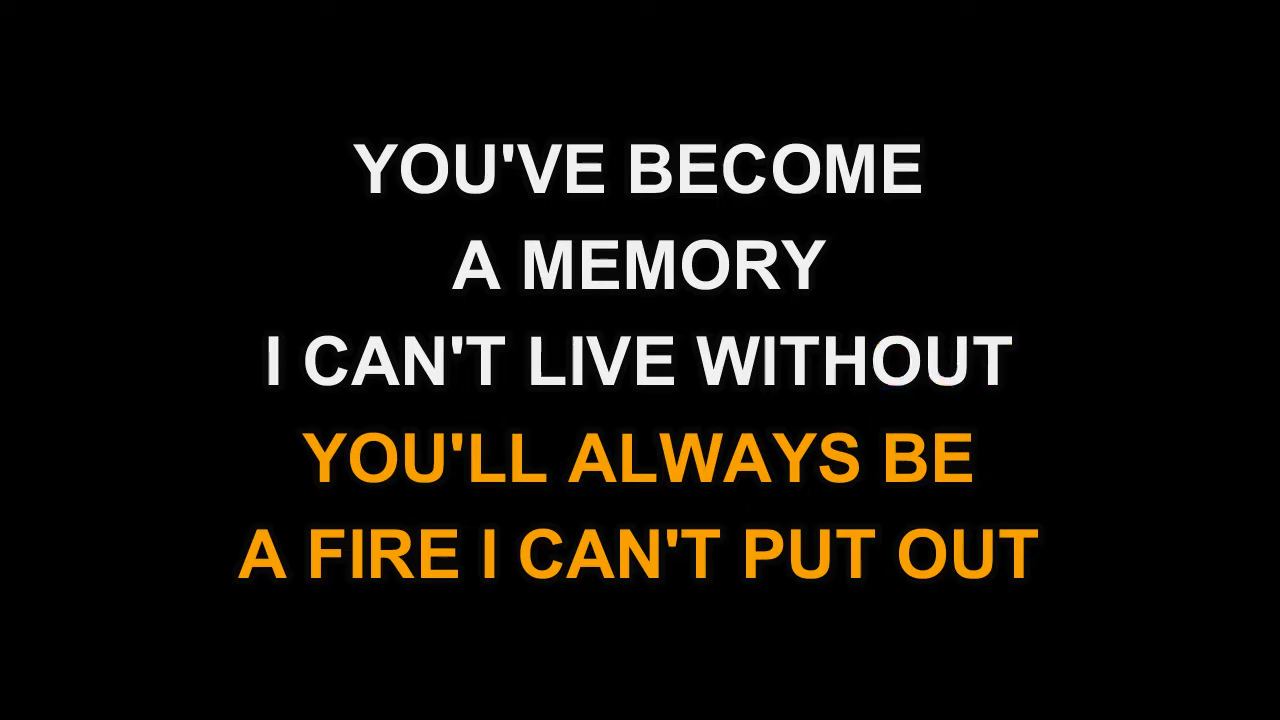 YOU'VE BECOME
A MEMORY
I CAN'T LIVE WITHOUT
YOU'LL ALWAYS BE
A FIRE I CAN'T PUT OUT